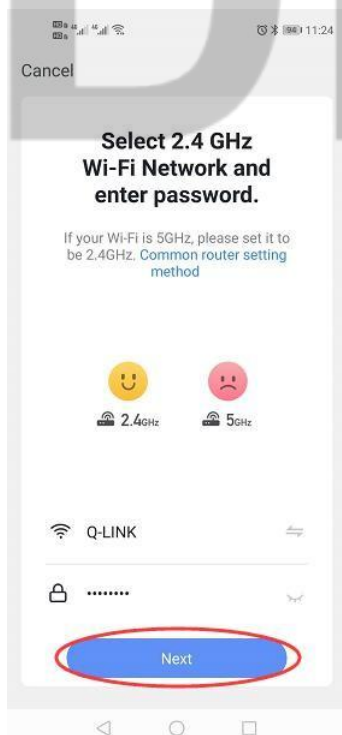 94 11:24
Cancel
Select 2.4 GHz
Wi-Fi Network and
enter password.
If your Wi-Fi is 5GHz, please set it to
be 2.4GHz. Common router setting
method
2.4GHz 5GHz
Q-LINK
••••••••
Next